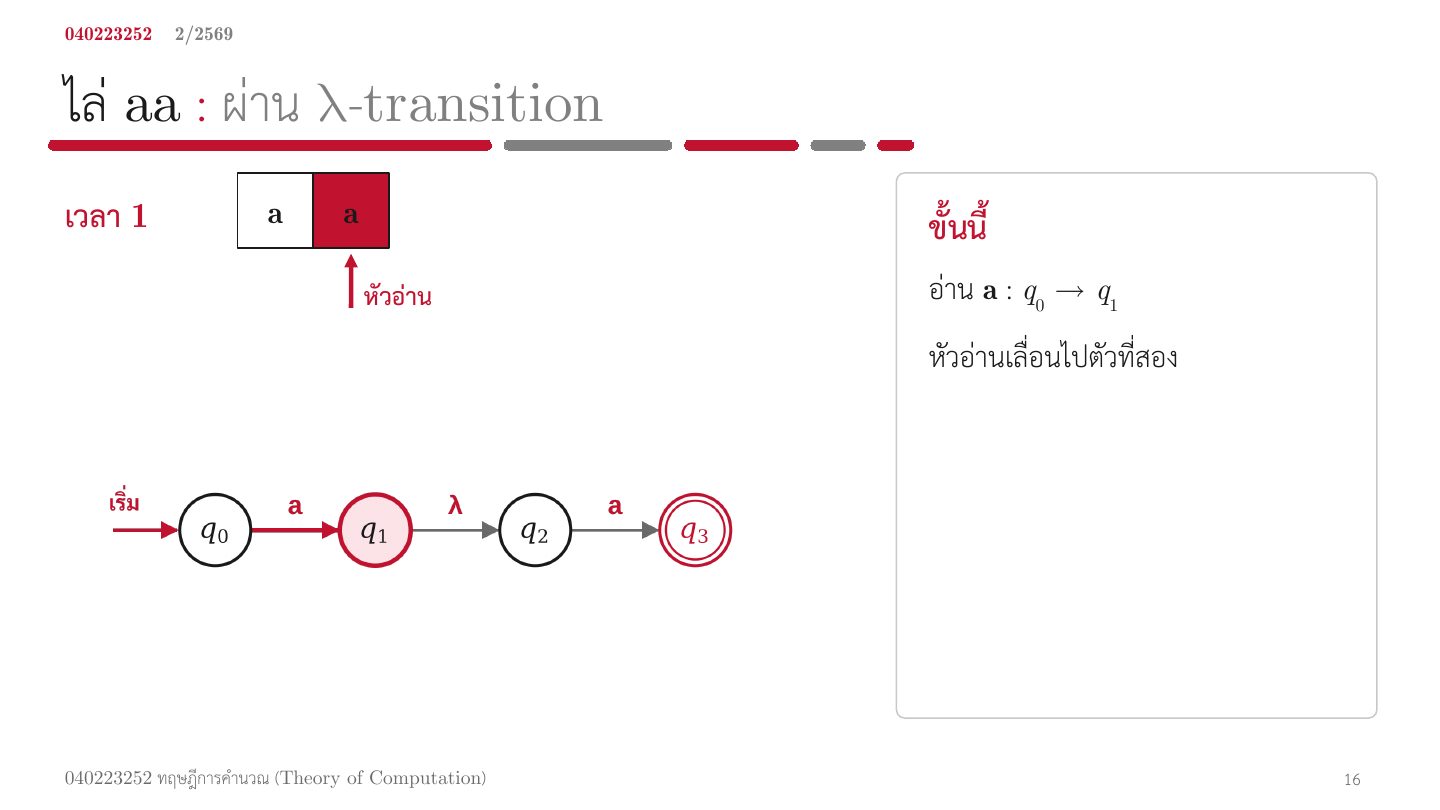 040223252 2/2569
ไล่ aa : ผ่าน λ-transition
เวลา 1
a a
หัวอ่าน
ขั้นนี้
อ่าน a : q₀ → q₁
หัวอ่านเลื่อนไปตัวที่สอง
เริ่ม a λ a
q₀ q₁ q₂ q₃
040223252 ทฤษฎีการคำนวณ (Theory of Computation) 16